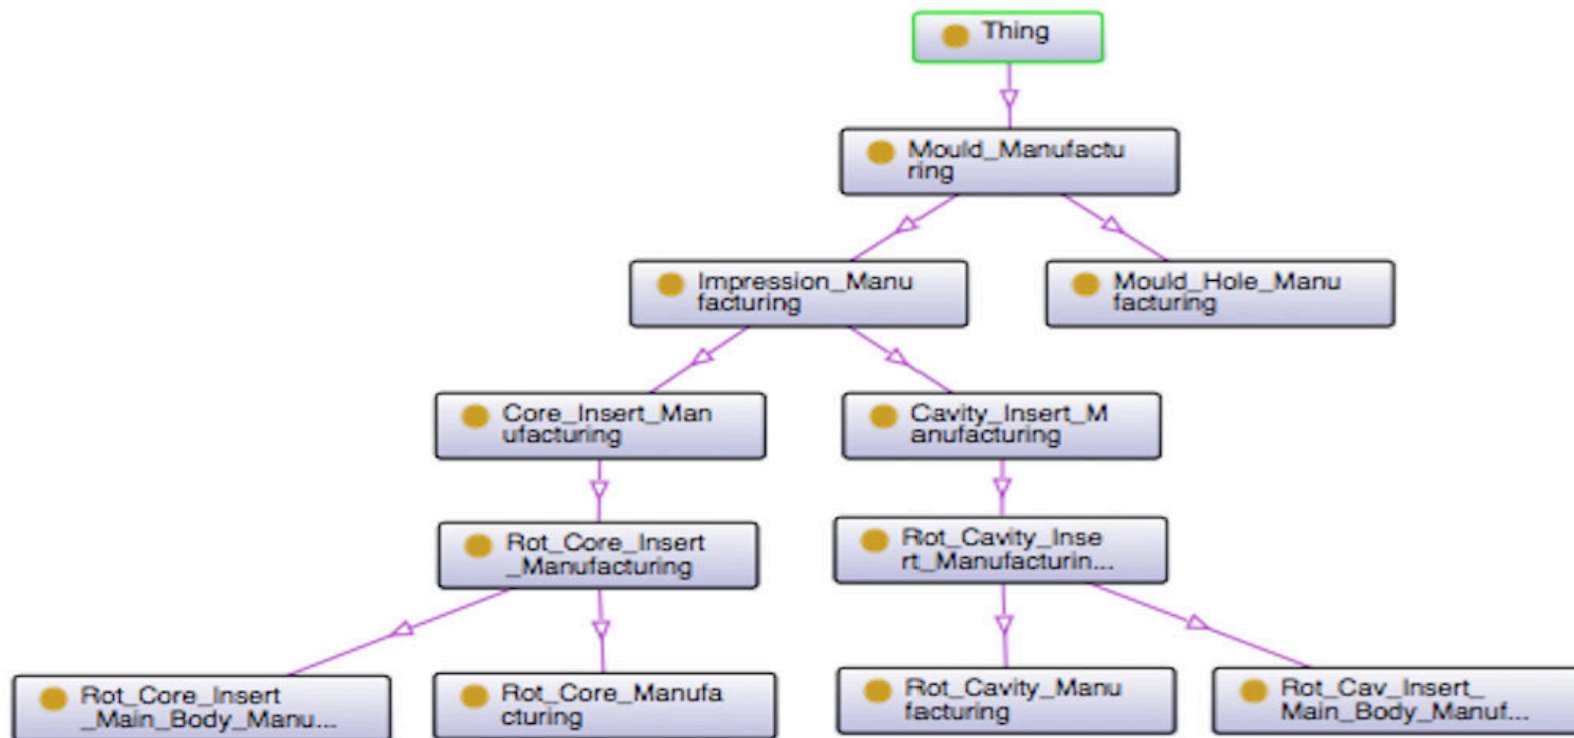 Thing
Mould_Manufactu
ring
Impression_Manu
facturing
Mould_Hole_Manu
facturing
Core_Insert_Man
ufacturing
Cavity_Insert_M
anufacturing
Rot_Core_Insert
_Manufacturing
Rot_Cavity_Inse
rt_Manufacturin...
Rot_Core_Insert
_Main_Body_Manu...
Rot_Core_Manufa
cturing
Rot_Cavity_Manu
facturing
Rot_Cav_Insert_
Main_Body_Manuf...